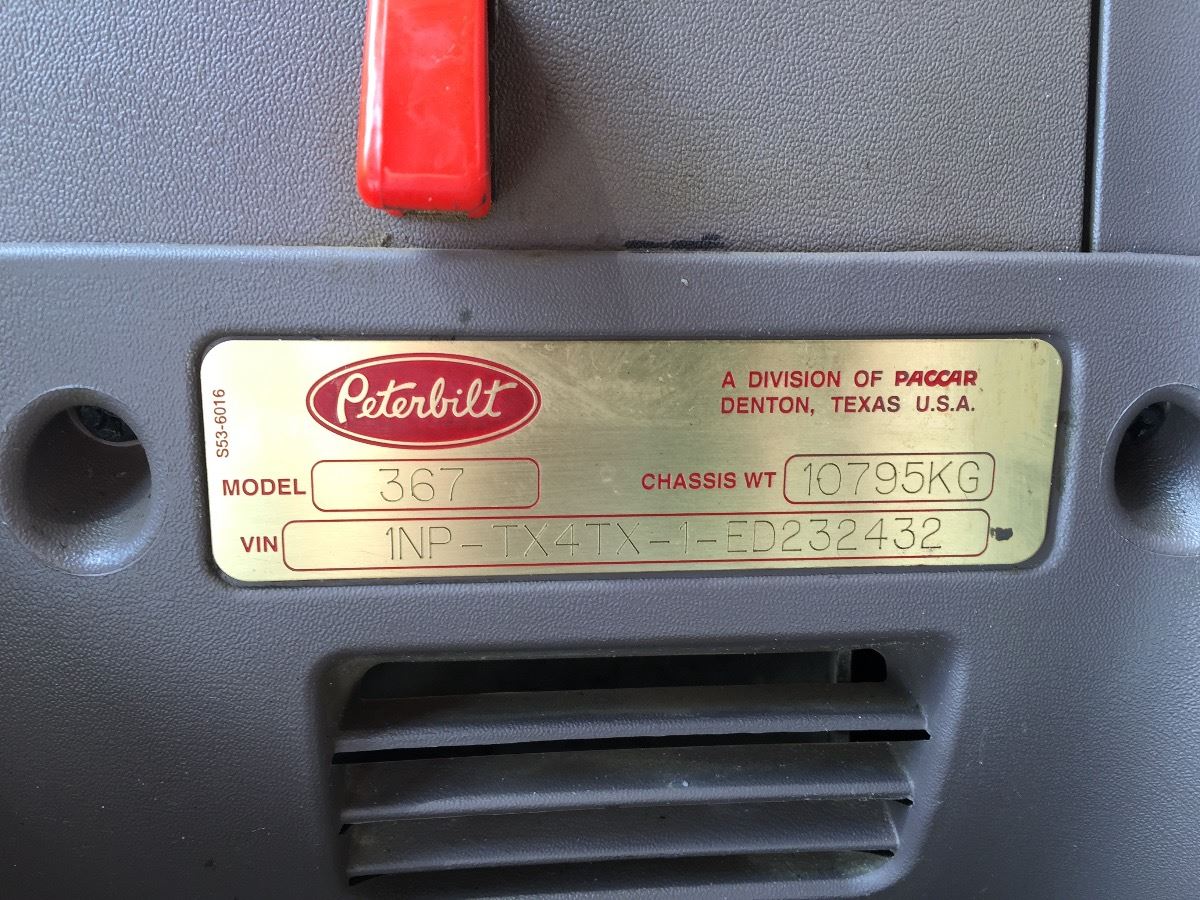 S53-6016
Peterbilt
A DIVISION OF PACCAR
DENTON, TEXAS U.S.A.
MODEL 367
CHASSIS WT 10795KG
VIN 1NP-TX4TX-1-ED232432